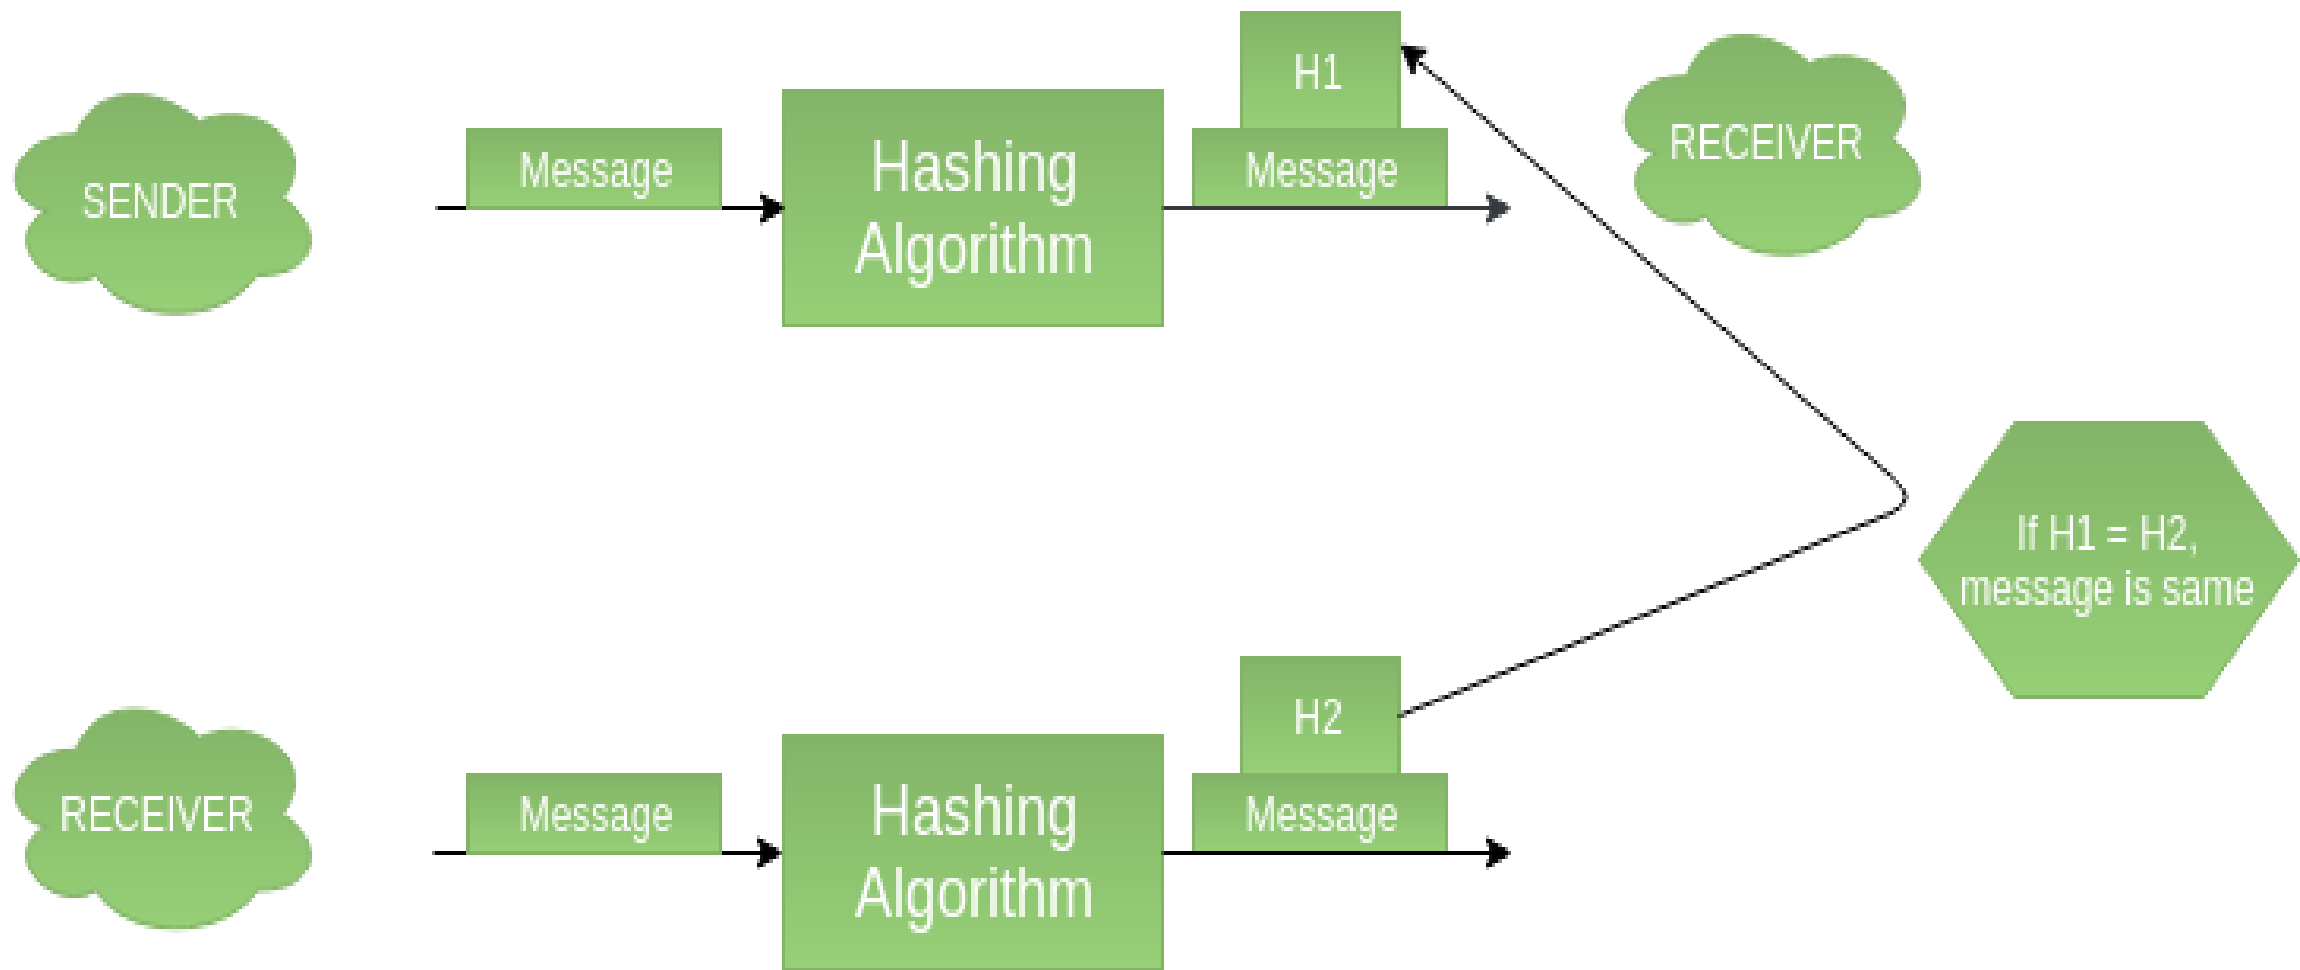 SENDER
Message
Hashing
Algorithm
H1
Message
RECEIVER
If H1 = H2,
message is same
RECEIVER
Message
Hashing
Algorithm
H2
Message